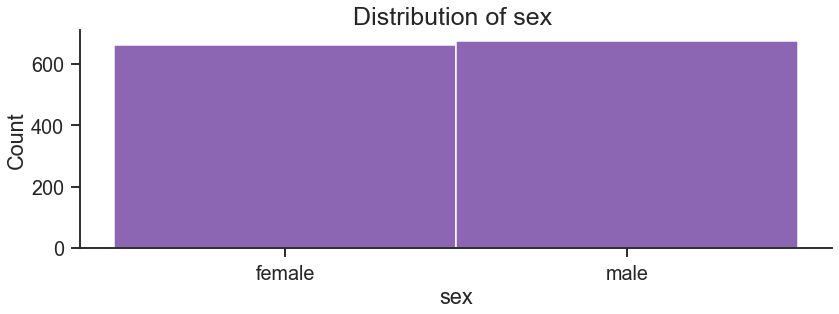 Distribution of sex
600
400
200
0
Count
female male
sex